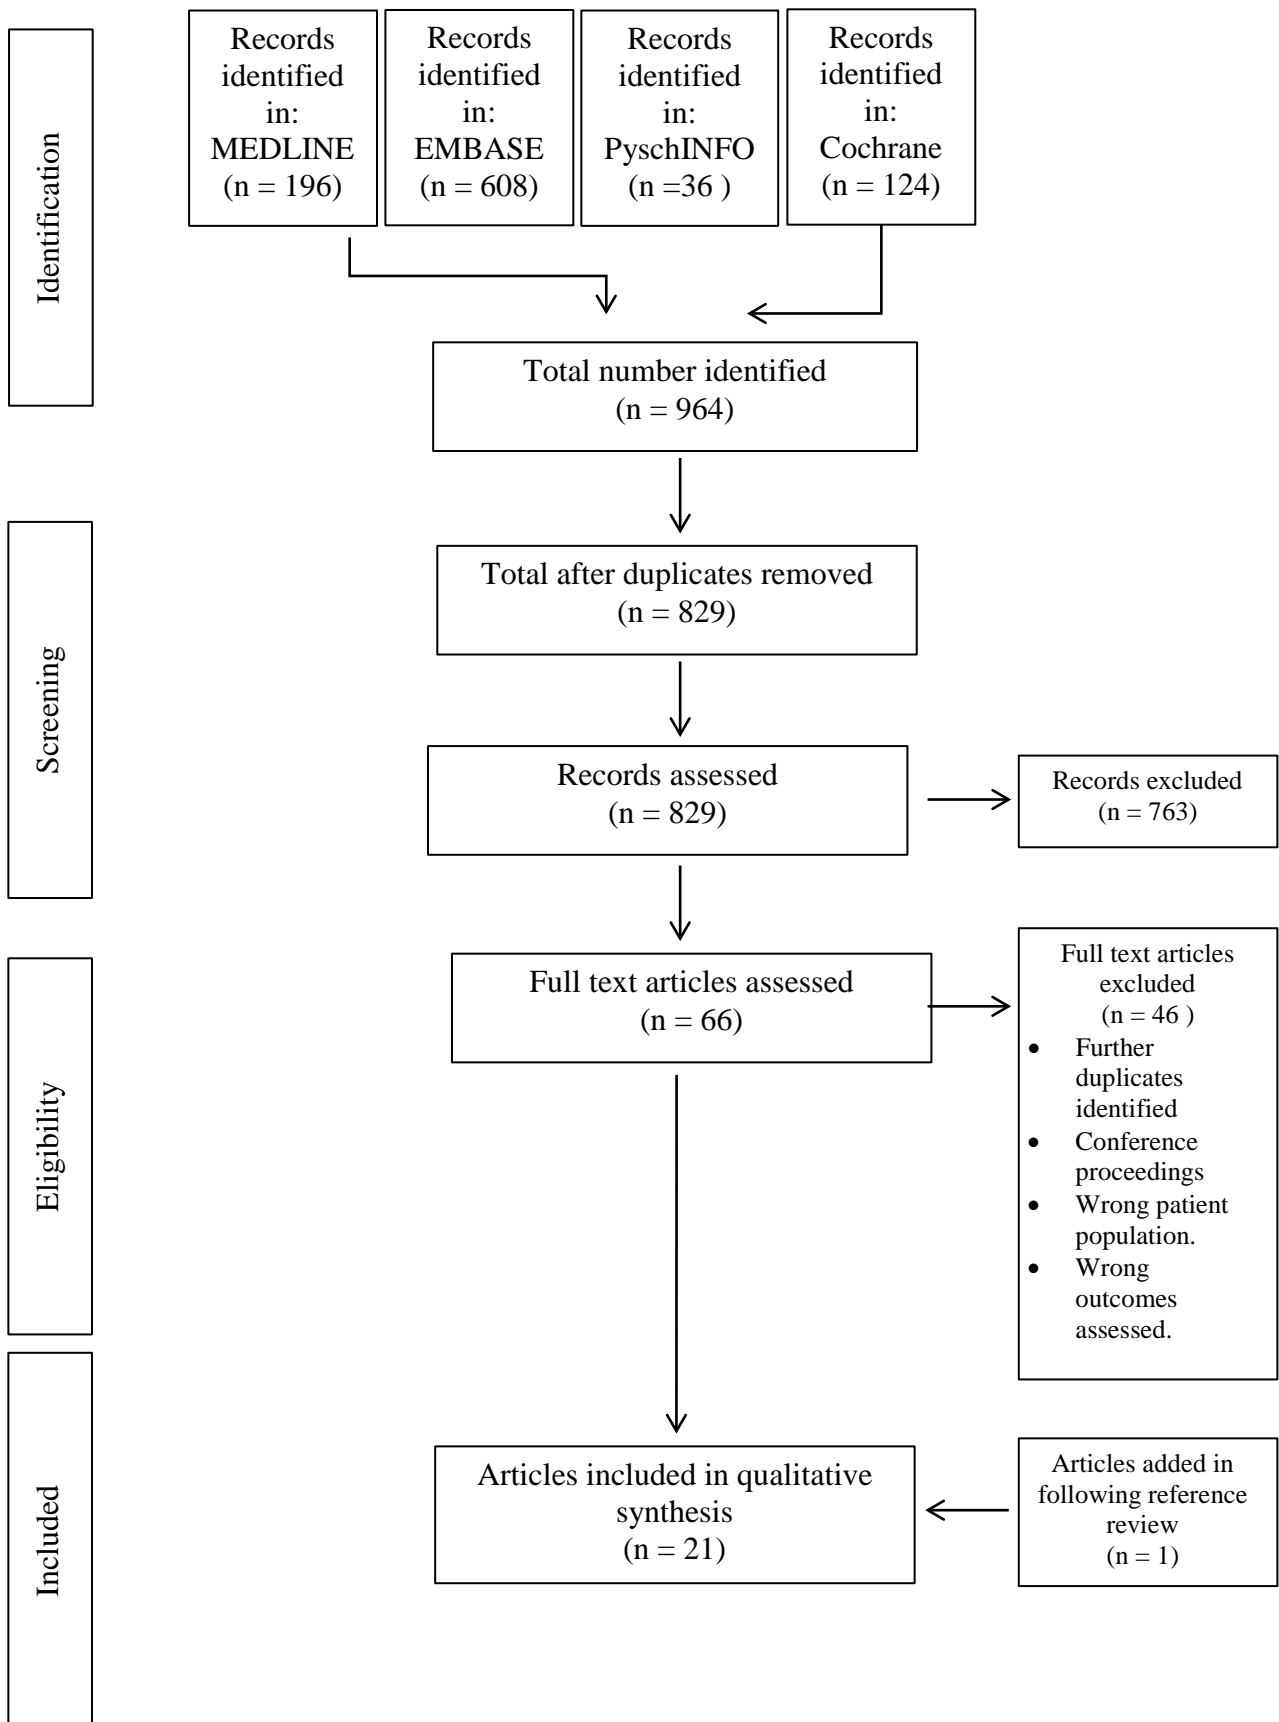 Identification
Records
identified
in:
MEDLINE
(n = 196)
Records
identified
in:
EMBASE
(n = 608)
Records
identified
in:
PyschINFO
(n =36 )
Records
identified
in:
Cochrane
(n = 124)
Total number identified
(n = 964)
Screening
Total after duplicates removed
(n = 829)
Records assessed
(n = 829)
Records excluded
(n = 763)
Eligibility
Full text articles assessed
(n = 66)
Full text articles
excluded
(n = 46 )
• Further
duplicates
identified
• Conference
proceedings
• Wrong patient
population.
• Wrong
outcomes
assessed.
Included
Articles included in qualitative
synthesis
(n = 21)
Articles added in
following reference
review
(n = 1)